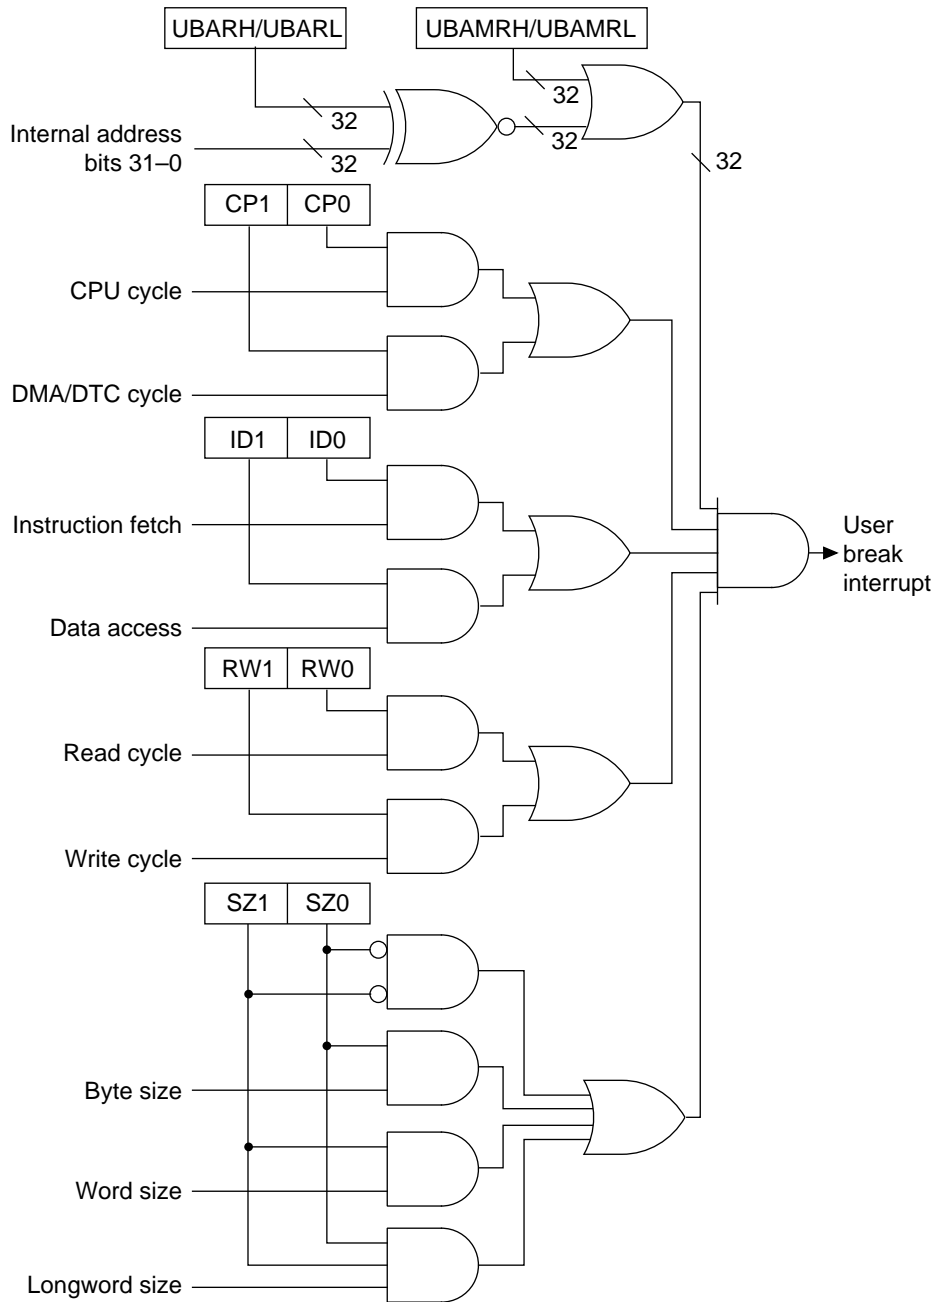 UBARH/UBARL
UBAMRH/UBAMRL
32
32
Internal address
bits 31–0
32
32
32
CP1 CP0
CPU cycle
DMA/DTC cycle
ID1 ID0
Instruction fetch
Data access
User
break
interrupt
RW1 RW0
Read cycle
Write cycle
SZ1 SZ0
Byte size
Word size
Longword size